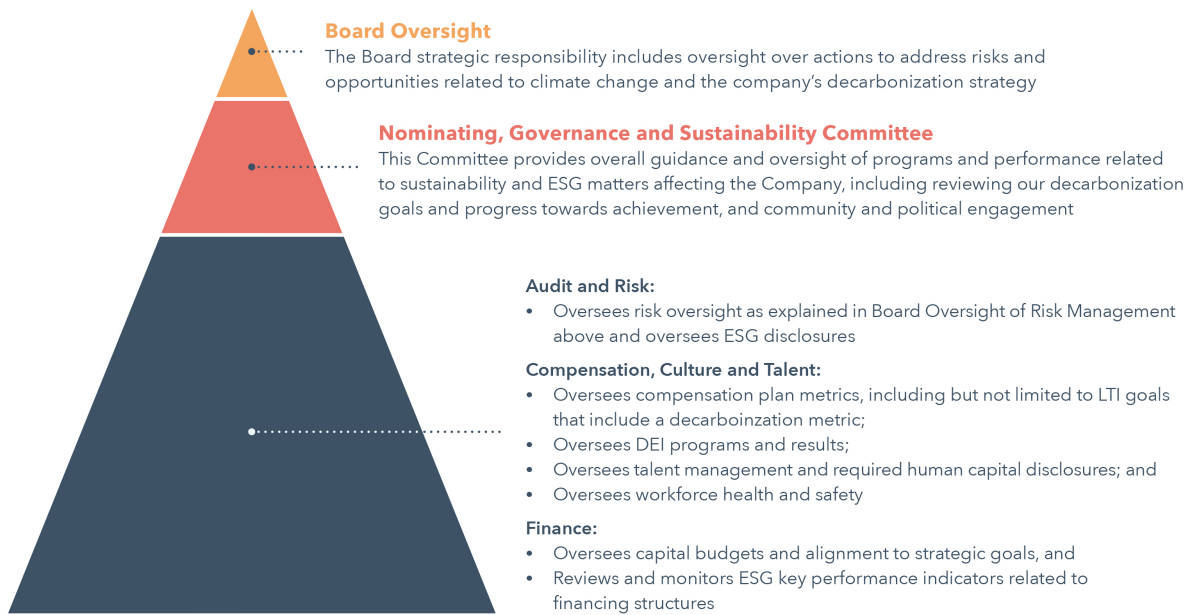 Board Oversight
The Board strategic responsibility includes oversight over actions to address risks and
opportunities related to climate change and the company’s decarbonization strategy
Nominating, Governance and Sustainability Committee
This Committee provides overall guidance and oversight of programs and performance related
to sustainability and ESG matters affecting the Company, including reviewing our decarbonization
goals and progress towards achievement, and community and political engagement
Audit and Risk:
• Oversees risk oversight as explained in Board Oversight of Risk Management
above and oversees ESG disclosures
Compensation, Culture and Talent:
• Oversees compensation plan metrics, including but not limited to LTI goals
that include a decarboinzation metric;
• Oversees DEI programs and results;
• Oversees talent management and required human capital disclosures; and
• Oversees workforce health and safety
Finance:
• Oversees capital budgets and alignment to strategic goals, and
• Reviews and monitors ESG key performance indicators related to
financing structures